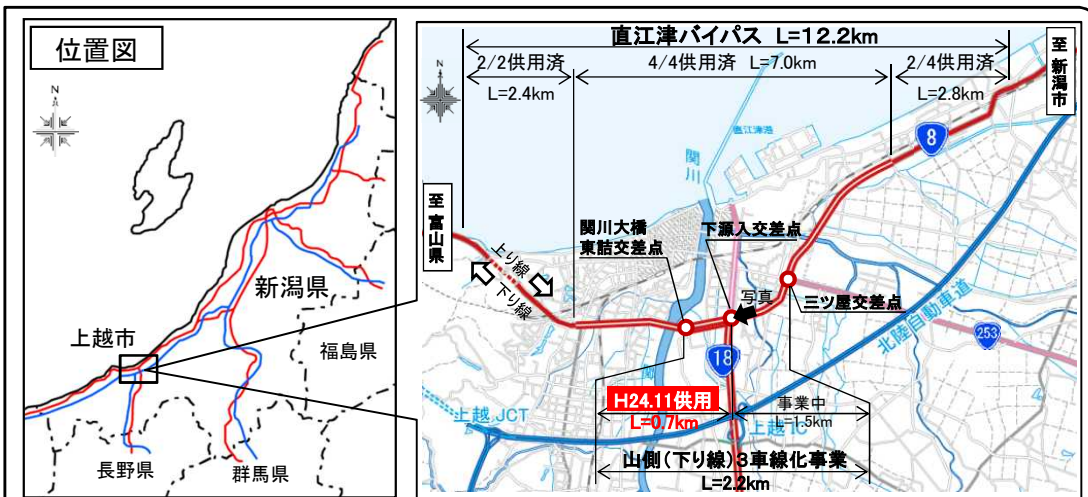 位置図
N
新潟県
上越市
福島県
長野県
群馬県
直江津バイパス L=12.2km
2/2供用済
4/4供用済 L=7.0km
2/4供用済
L=2.4km
L=2.8km
至 新潟市
N
直江津港
関川
8
至 富山県
関川大橋
東詰交差点
下源入交差点
上り線
下り線
写真
三ツ屋交差点
北陸自動車道
253
18
H24.11供用
事業中
L=0.7km
L=1.5km
上越JCT
上越IC
山側(下り線)3車線化事業
L=2.2km